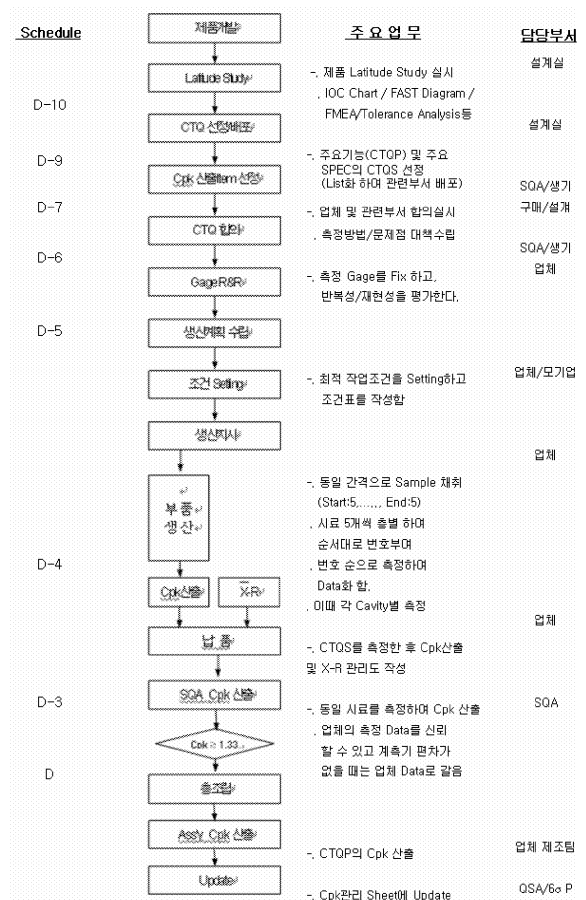 Schedule
주 요 업 무
담당부서
제품개발
Latitude Study
-. 제품 Latitude Study 실시
설계실
D-10
. IOC Chart / FAST Diagram /
FMEA/Tolerance Analysis등
CTQ 선정/배포
설계실
D-9
-. 주요기능(CTQP) 및 주요
SPEC의 CTQS 선정
(List화 하여 관련부서 배포)
Cpk 산출Item 선정
SQA/생기
D-7
-. 업체 및 관련부서 합의실시
구매/설계
CTQ 합의
. 측정방법/문제점 대책수립
D-6
SQA/생기
업체
Gage R&R
-. 측정 Gage를 Fix 하고,
반복성/재현성을 평가한다.
D-5
생산계획 수립
조건 Setting
-. 최적 작업조건을 Setting하고
조건표를 작성함
업체/모기업
생산지시
업체
부 품
생 산
-. 동일 간격으로 Sample 채취
(Start:5,...... End:5)
. 시료 5개씩 층별 하여
순서대로 번호부여
D-4
. 번호 순으로 측정하여
Data화 함.
Cpk산출
X-R
. 이때 각 Cavity별 측정
업체
납 품
-. CTQS를 측정한 후 Cpk산출
및 X-R 관리도 작성
D-3
SQA Cpk 산출
-. 동일 시료를 측정하여 Cpk 산출
SQA
. 업체의 측정 Data를 신뢰
Cpk ≥ 1.33
할 수 있고 계측기 편차가
없을 때는 업체 Data로 갈음
D
총조립
Ass'y Cpk 산출
-. CTQP의 Cpk 산출
업체 제조팀
Update
-. Cpk관리 Sheet에 Update
QSA/6σ P